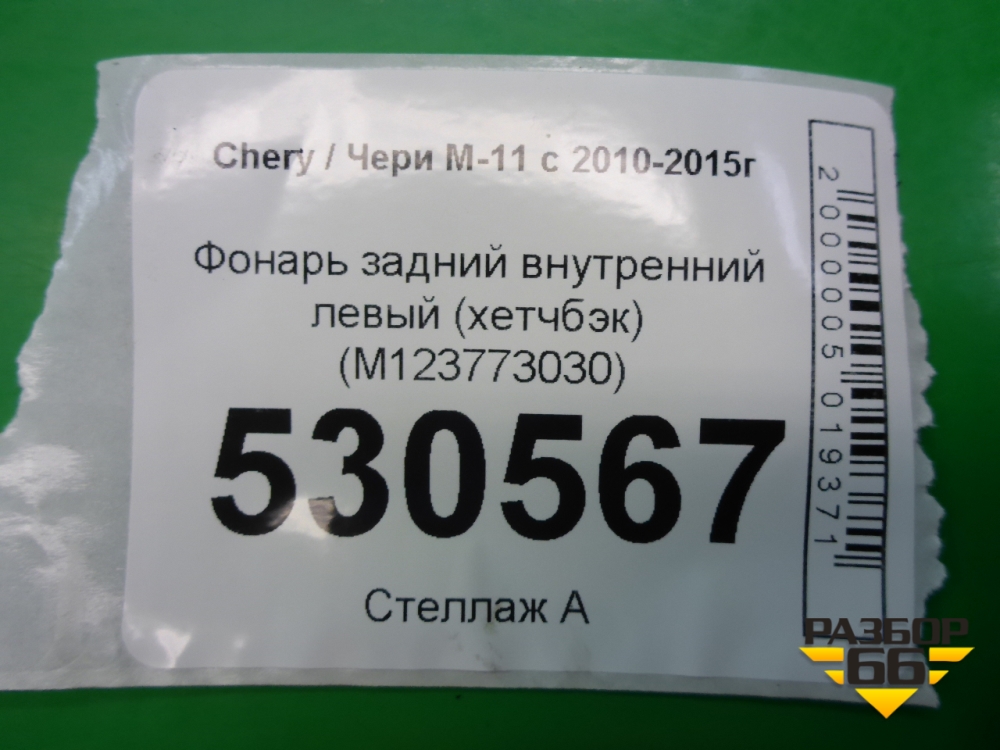 Chery / Чери М-11 с 2010-2015г
Фонарь задний внутренний
левый (хетчбэк)
(M123773030)
530567
Стеллаж А
2000005019371
РАЗБОР
66